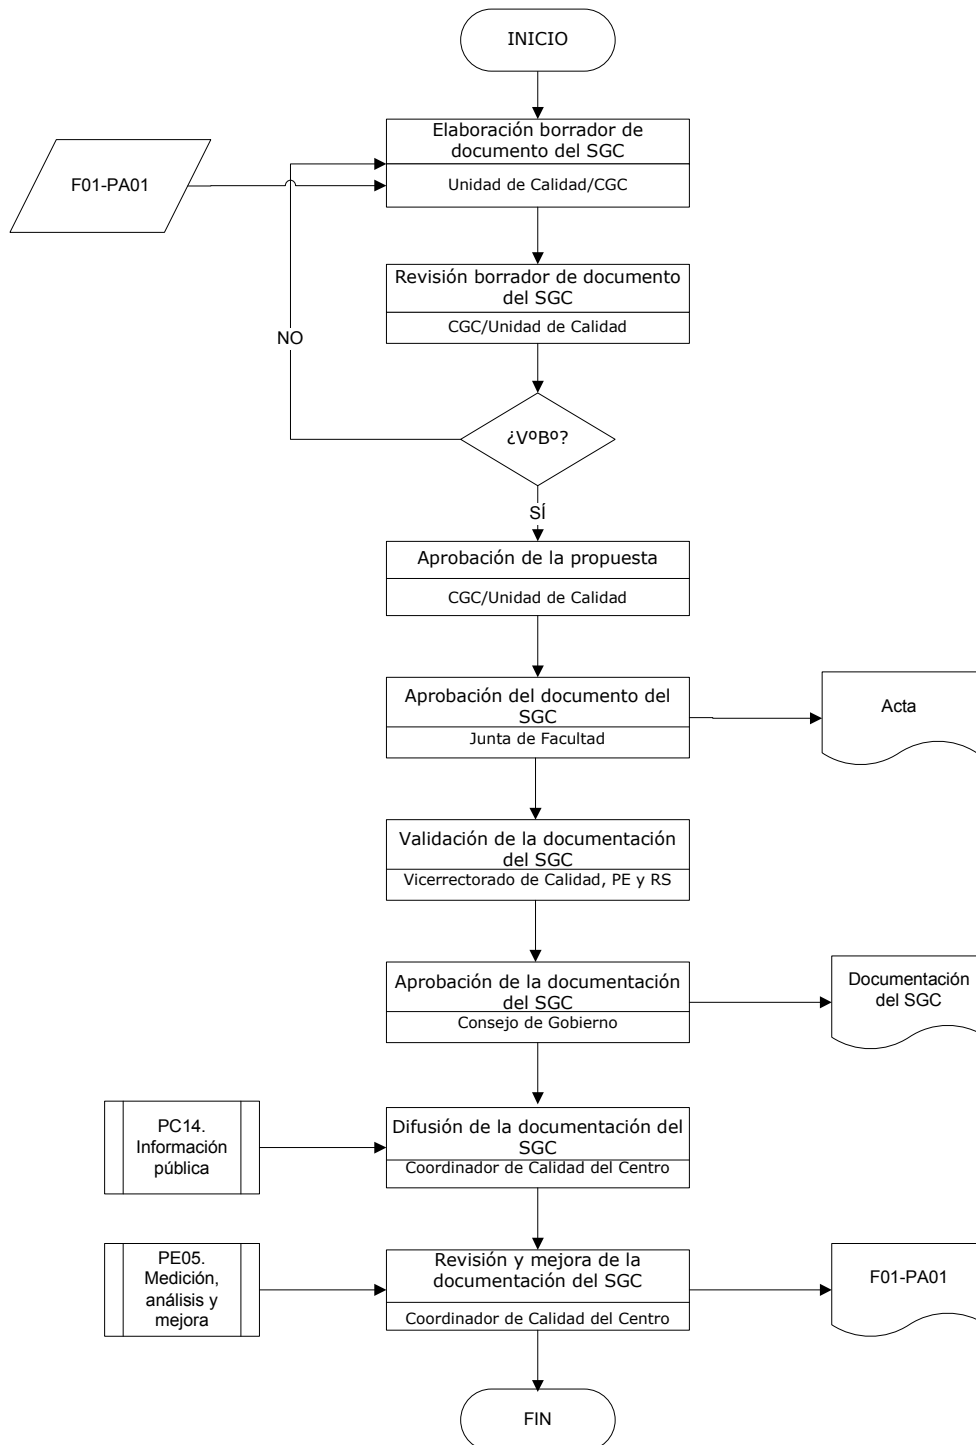 INICIO
Elaboración borrador de
documento del SGC
Unidad de Calidad/CGC
F01-PA01
Revisión borrador de documento
del SGC
CGC/Unidad de Calidad
NO
¿VºBº?
SÍ
Aprobación de la propuesta
CGC/Unidad de Calidad
Aprobación del documento del
SGC
Junta de Facultad
Acta
Validación de la documentación
del SGC
Vicerrectorado de Calidad, PE y RS
Aprobación de la documentación
del SGC
Consejo de Gobierno
Documentación
del SGC
PC14.
Información
pública
Difusión de la documentación del
SGC
Coordinador de Calidad del Centro
PE05.
Medición,
análisis y
mejora
Revisión y mejora de la
documentación del SGC
Coordinador de Calidad del Centro
F01-PA01
FIN